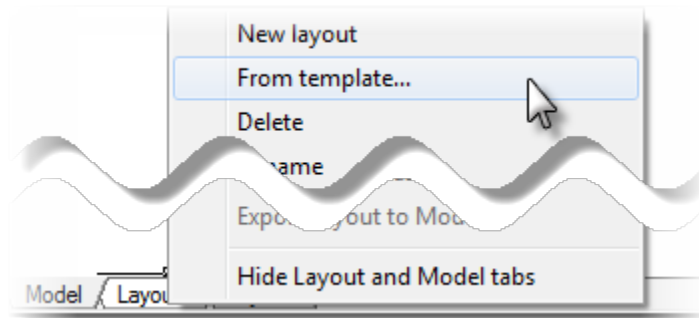 New layout
From template...
Delete
Hide Layout and Model tabs
Model